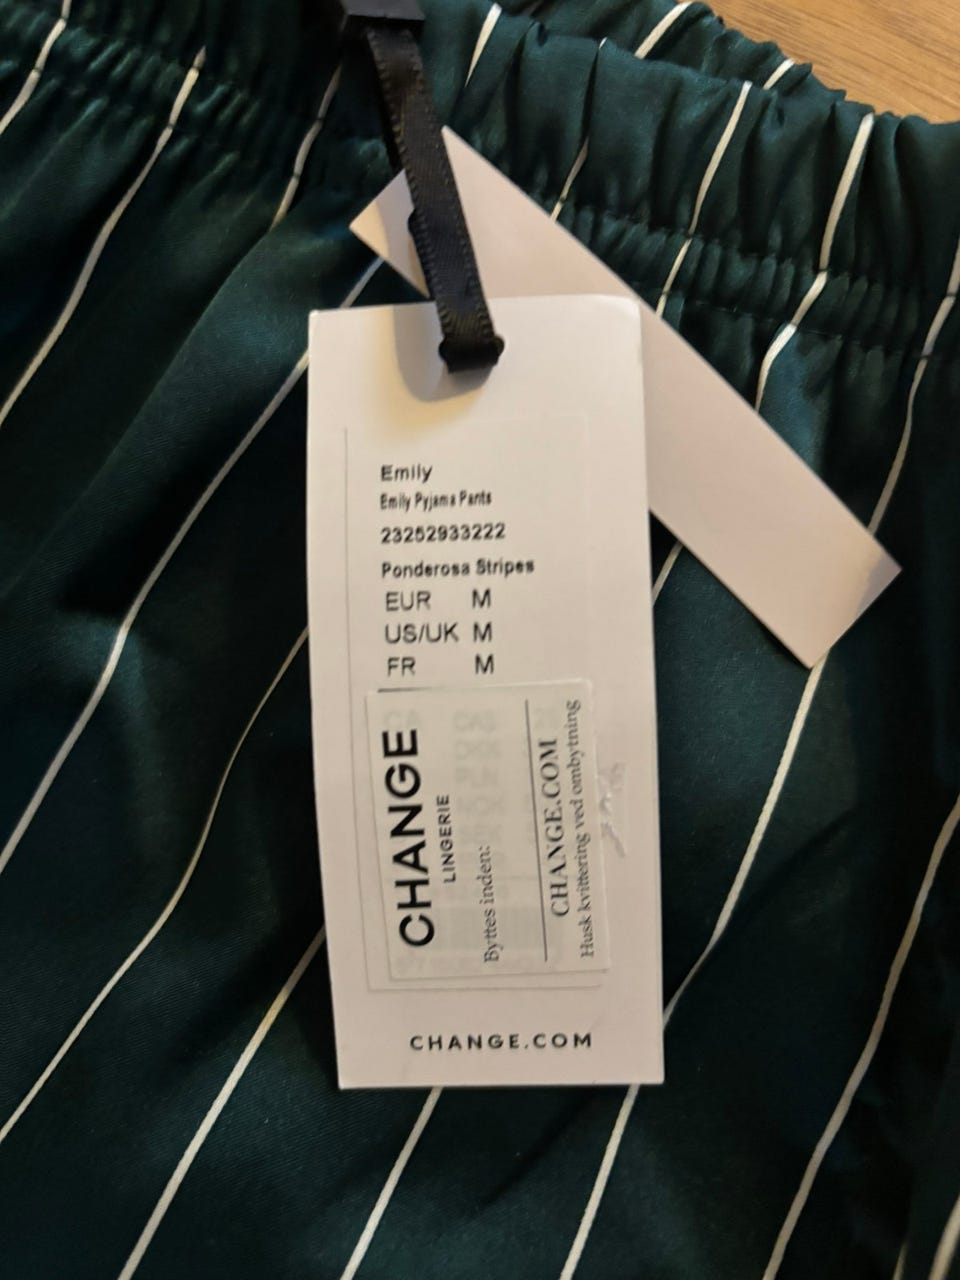 Emily
Emily Pyjama Pants
23252933222
Ponderosa Stripes
EUR M
US/UK M
FR M
CHANGE
LINGERIE
Byttes inden:
CHANGE.COM
Husk kvittering ved ombytning
CHANGE.COM